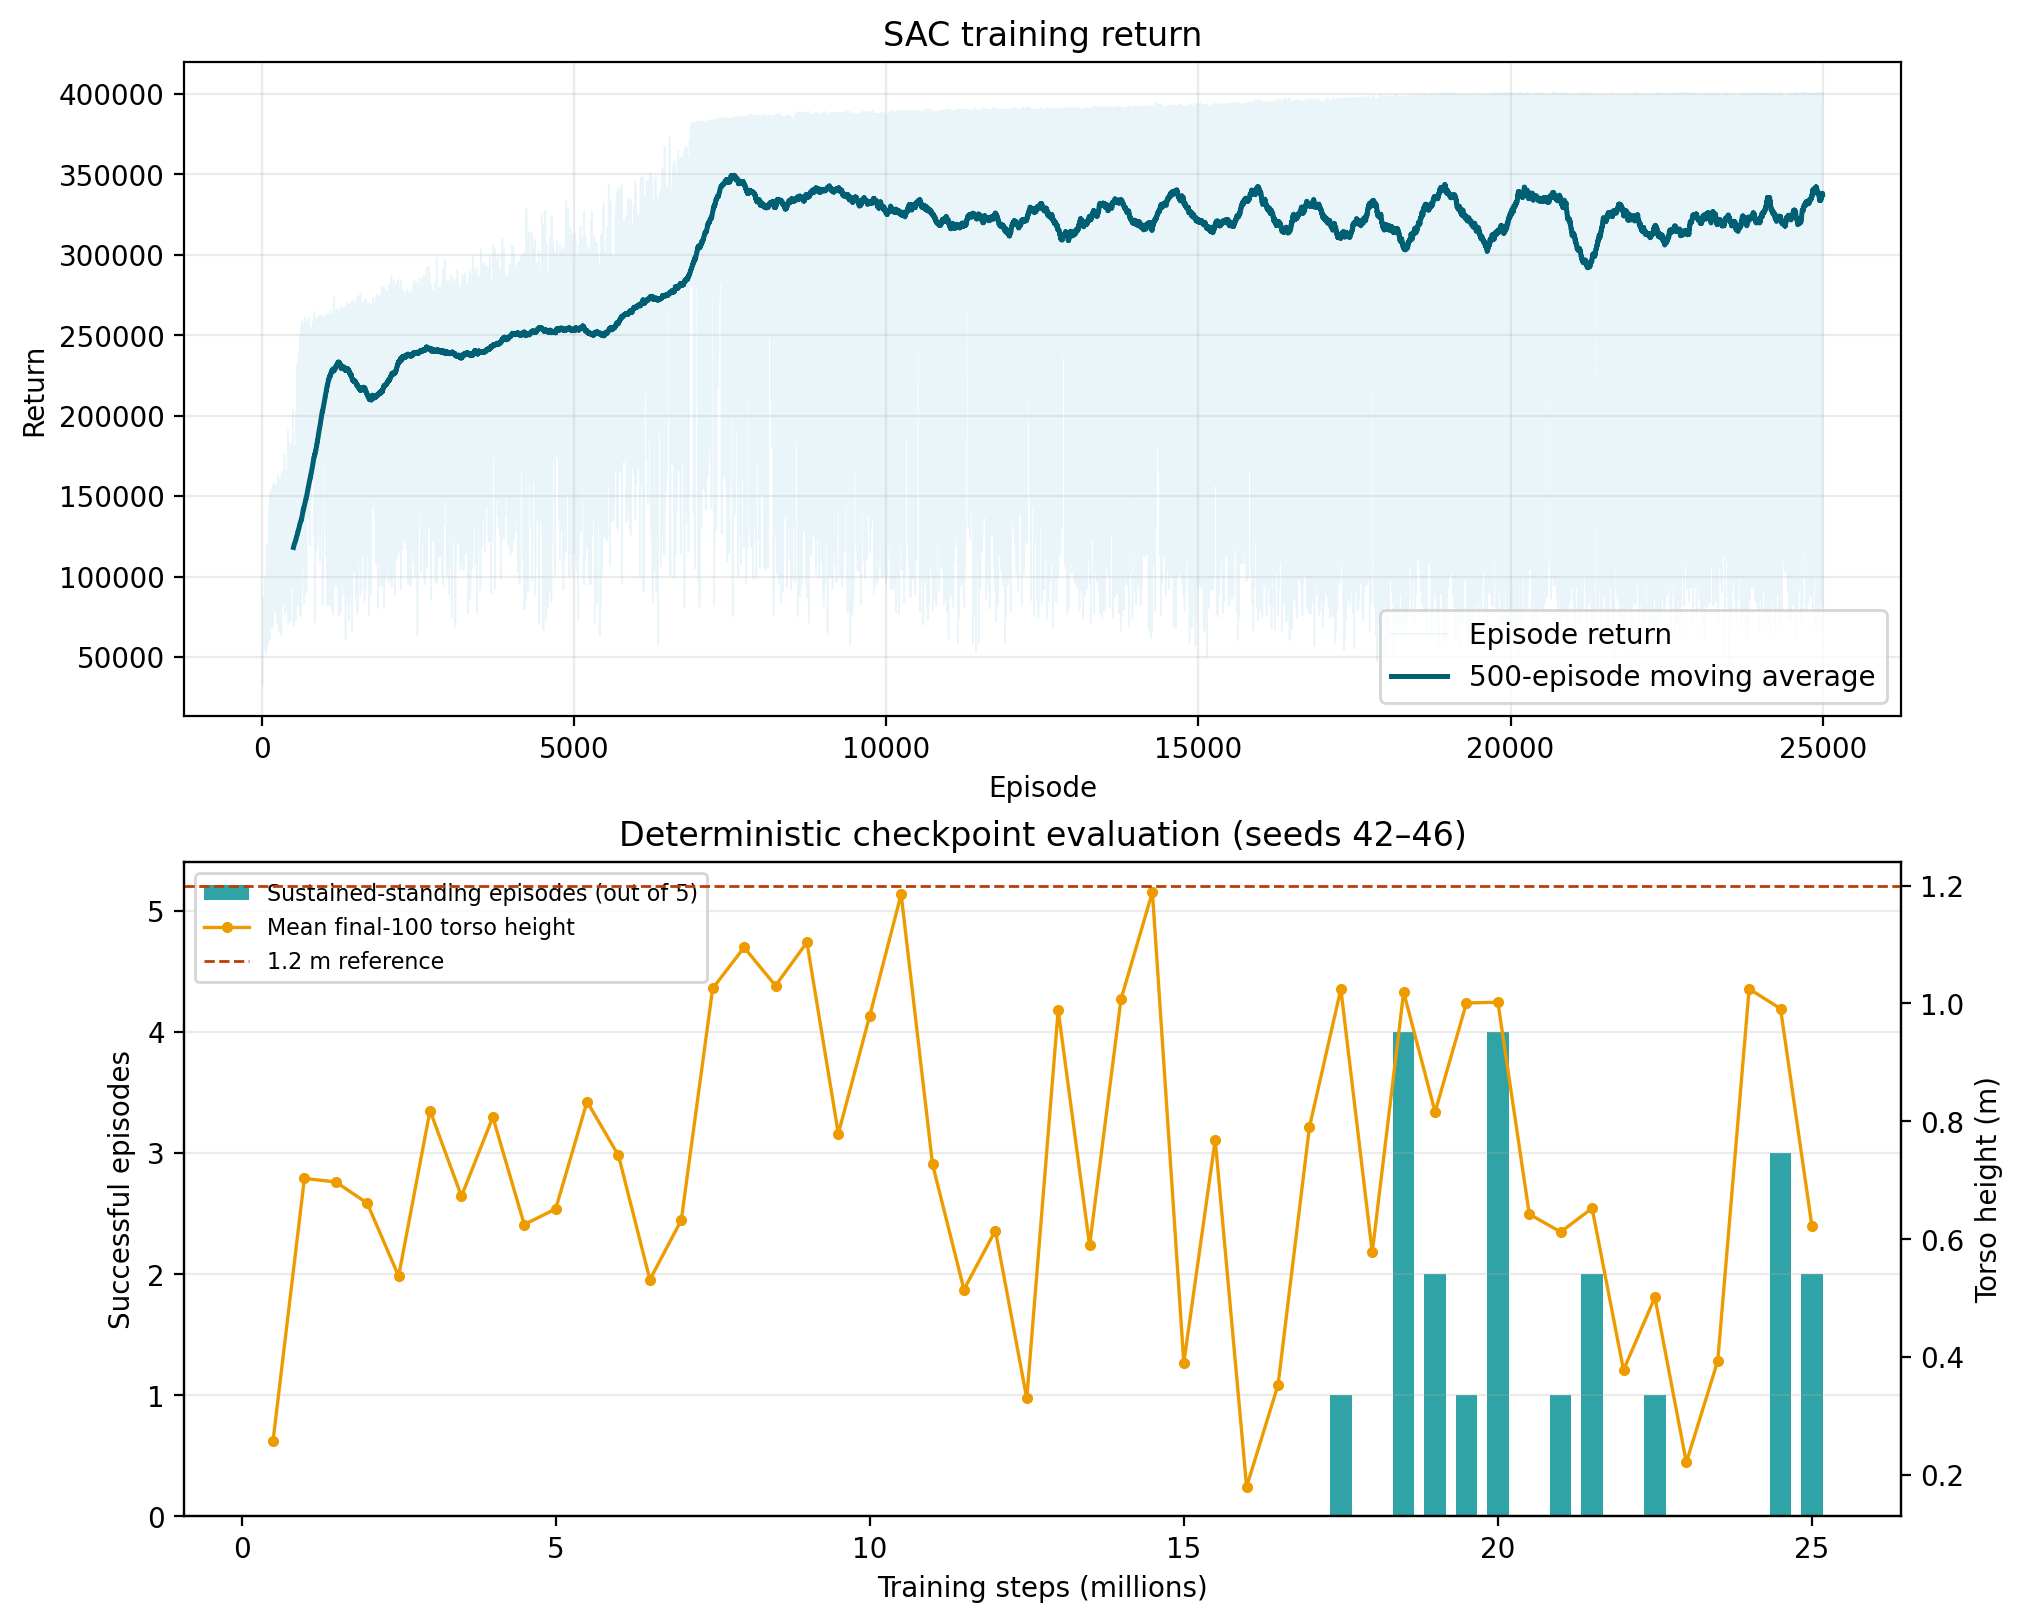 SAC training return
400000
350000
300000
250000
200000
150000
100000
50000
Return
Episode return
500-episode moving average
0 5000 10000 15000 20000 25000
Episode
Deterministic checkpoint evaluation (seeds 42–46)
Sustained-standing episodes (out of 5)
Mean final-100 torso height
1.2 m reference
5
4
3
2
1
0
Successful episodes
1.2
1.0
0.8
0.6
0.4
0.2
Torso height (m)
0 5 10 15 20 25
Training steps (millions)